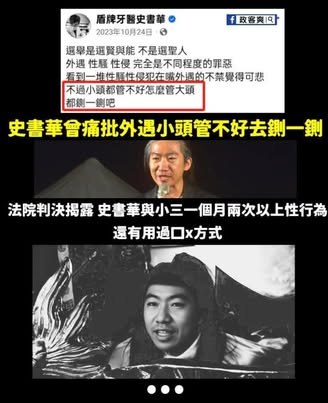 盾牌牙醫史書華
2023年10月24日
政客爽
選舉是選賢與能 不是選聖人
外遇 性騷 性侵 完全是不同程度的罪惡
看到一堆性騷性侵犯在嘴外遇的不禁覺得可悲
不過小頭都管不好怎麼管大頭
都鍘一鍘吧
史書華曾痛批外遇小頭管不好去鍘一鍘
法院判決揭露 史書華與小三一個月兩次以上性行為
還有用過口x方式